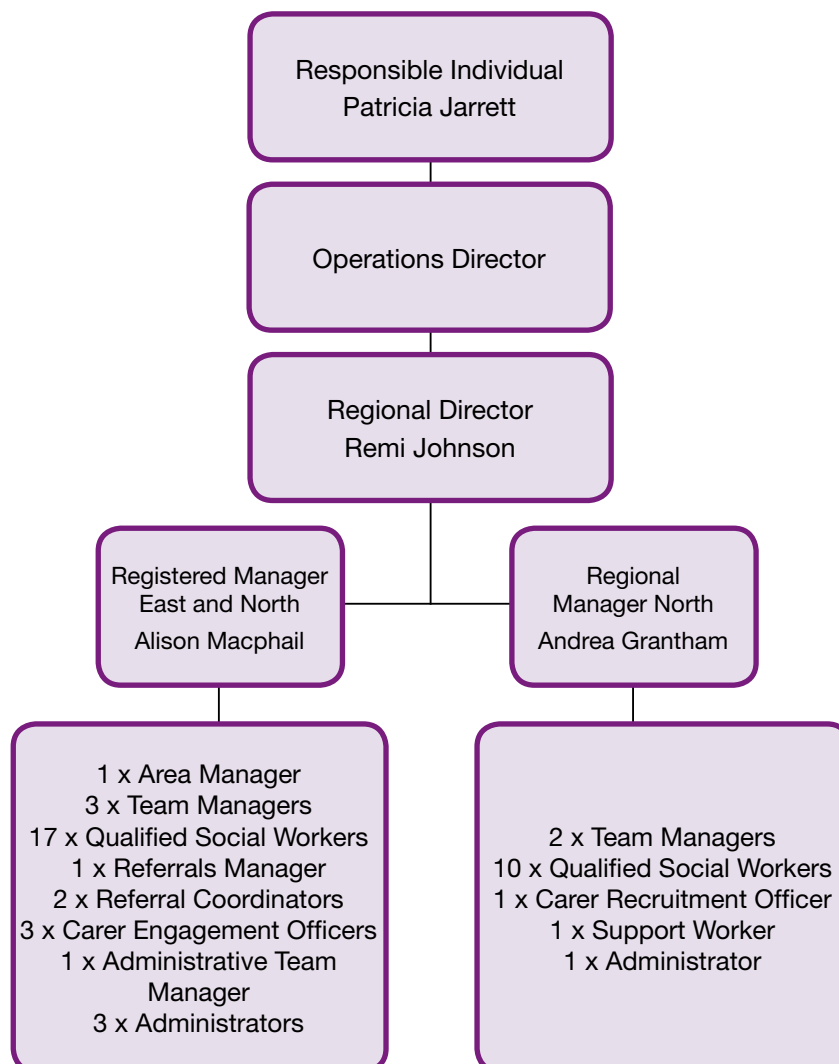 Responsible Individual
Patricia Jarrett
Operations Director
Regional Director
Remi Johnson
Registered Manager
East and North
Alison Macphail
Regional
Manager North
Andrea Grantham
1 x Area Manager
3 x Team Managers
17 x Qualified Social Workers
1 x Referrals Manager
2 x Referral Coordinators
3 x Carer Engagement Officers
1 x Administrative Team
Manager
3 x Administrators
2 x Team Managers
10 x Qualified Social Workers
1 x Carer Recruitment Officer
1 x Support Worker
1 x Administrator